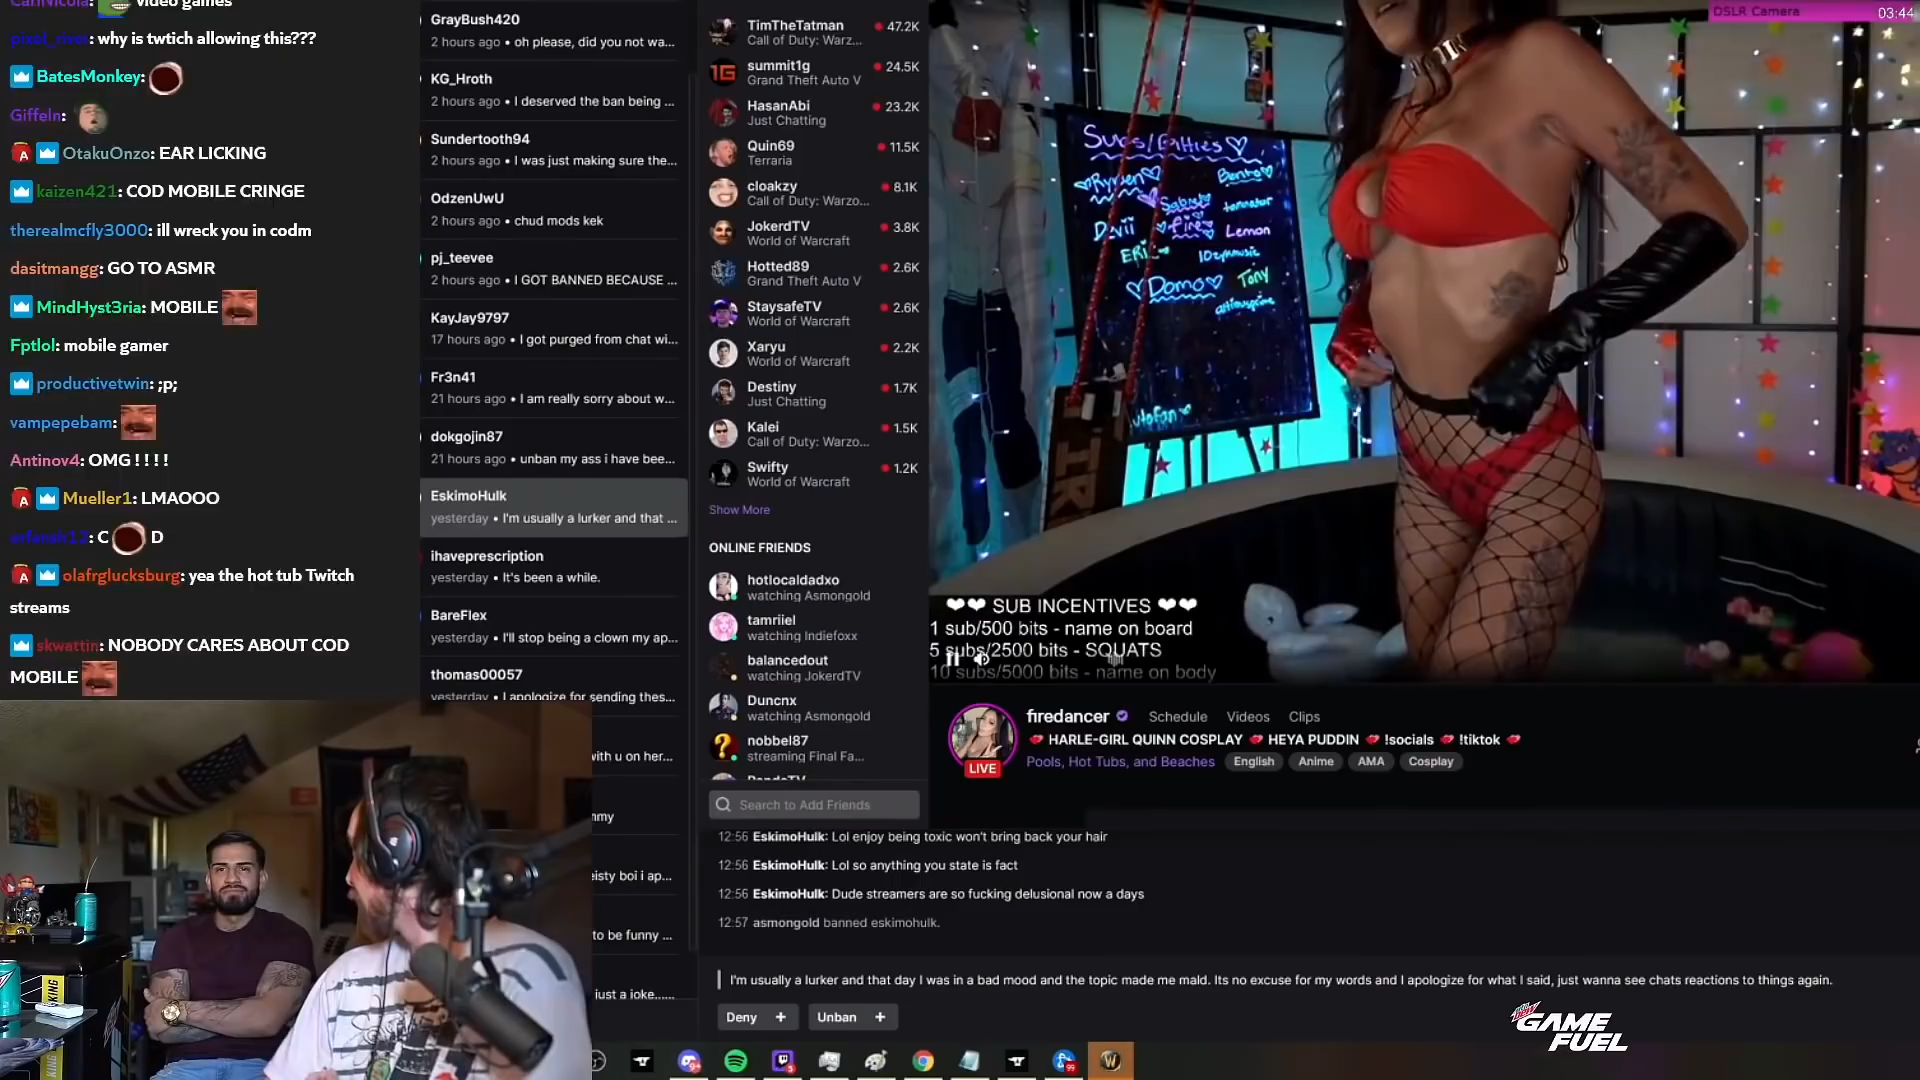 CarlNicola: video games
pixol_river: why is twtich allowing this???
BatesMonkey:
Giffeln:
OtakuOnzo: EAR LICKING
kaizen421: COD MOBILE CRINGE
therealmcfly3000: ill wreck you in codm
dasitmangg: GO TO ASMR
MindHyst3ria: MOBILE
Fptlol: mobile gamer
productivetwin: ;p;
vampepebam:
Antinov4: OMG ! ! ! !
Mueller1: LMAOOO
erfansh12: C D
olafrglucksburg: yea the hot tub Twitch
streams
skwattin: NOBODY CARES ABOUT COD
MOBILE
GrayBush420
2 hours ago • oh please, did you not wa...
KG_Hroth
2 hours ago • I deserved the ban being ...
Sundertooth94
2 hours ago • I was just making sure the...
OdzenUwU
2 hours ago • chud mods kek
pj_teevee
2 hours ago • I GOT BANNED BECAUSE ...
KayJay9797
17 hours ago • I got purged from chat wi...
Fr3n41
21 hours ago • I am really sorry about w...
dokgojin87
21 hours ago • unban my ass i have bee...
EskimoHulk
yesterday • I'm usually a lurker and that ...
ihaveprescription
yesterday • It's been a while.
BareFlex
yesterday • I'll stop being a clown my ap...
thomas00057
yesterday • I apologize for sending thes...
with u on her...
mmy
eisty boi i ap...
to be funny ...
just a joke......
TimTheTatman 47.2K
Call of Duty: Warz...
summit1g 24.5K
Grand Theft Auto V
HasanAbi 23.2K
Just Chatting
Quin69 11.5K
Terraria
cloakzy 8.1K
Call of Duty: Warzo...
JokerdTV 3.8K
World of Warcraft
Hotted89 2.6K
Grand Theft Auto V
StaysafeTV 2.6K
World of Warcraft
Xaryu 2.2K
World of Warcraft
Destiny 1.7K
Just Chatting
Kalei 1.5K
Call of Duty: Warzo...
Swifty 1.2K
World of Warcraft
Show More
ONLINE FRIENDS
hotlocaldadxo
watching Asmongold
tamriiel
watching Indiefoxx
balancedout
watching JokerdTV
Duncnx
watching Asmongold
nobbel87
streaming Final Fa...
Search to Add Friends
DSLR Camera 03:44
Subs/Gifties
Ryven
Bento
Sabre
Devii
fire
Lemon
ERi
Domo
Tony
❤❤ SUB INCENTIVES ❤❤
1 sub/500 bits - name on board
5 subs/2500 bits - SQUATS
10 subs/5000 bits - name on body
firedancer Schedule Videos Clips
LIVE
💋 HARLE-GIRL QUINN COSPLAY 💋 HEYA PUDDIN 💋 !socials 💋 !tiktok 💋
Pools, Hot Tubs, and Beaches English Anime AMA Cosplay
12:56 EskimoHulk: Lol enjoy being toxic won't bring back your hair
12:56 EskimoHulk: Lol so anything you state is fact
12:56 EskimoHulk: Dude streamers are so fucking delusional now a days
12:57 asmongold banned eskimohulk.
I'm usually a lurker and that day I was in a bad mood and the topic made me mald. Its no excuse for my words and I apologize for what I said, just wanna see chats reactions to things again.
Deny + Unban +
GAME
FUEL